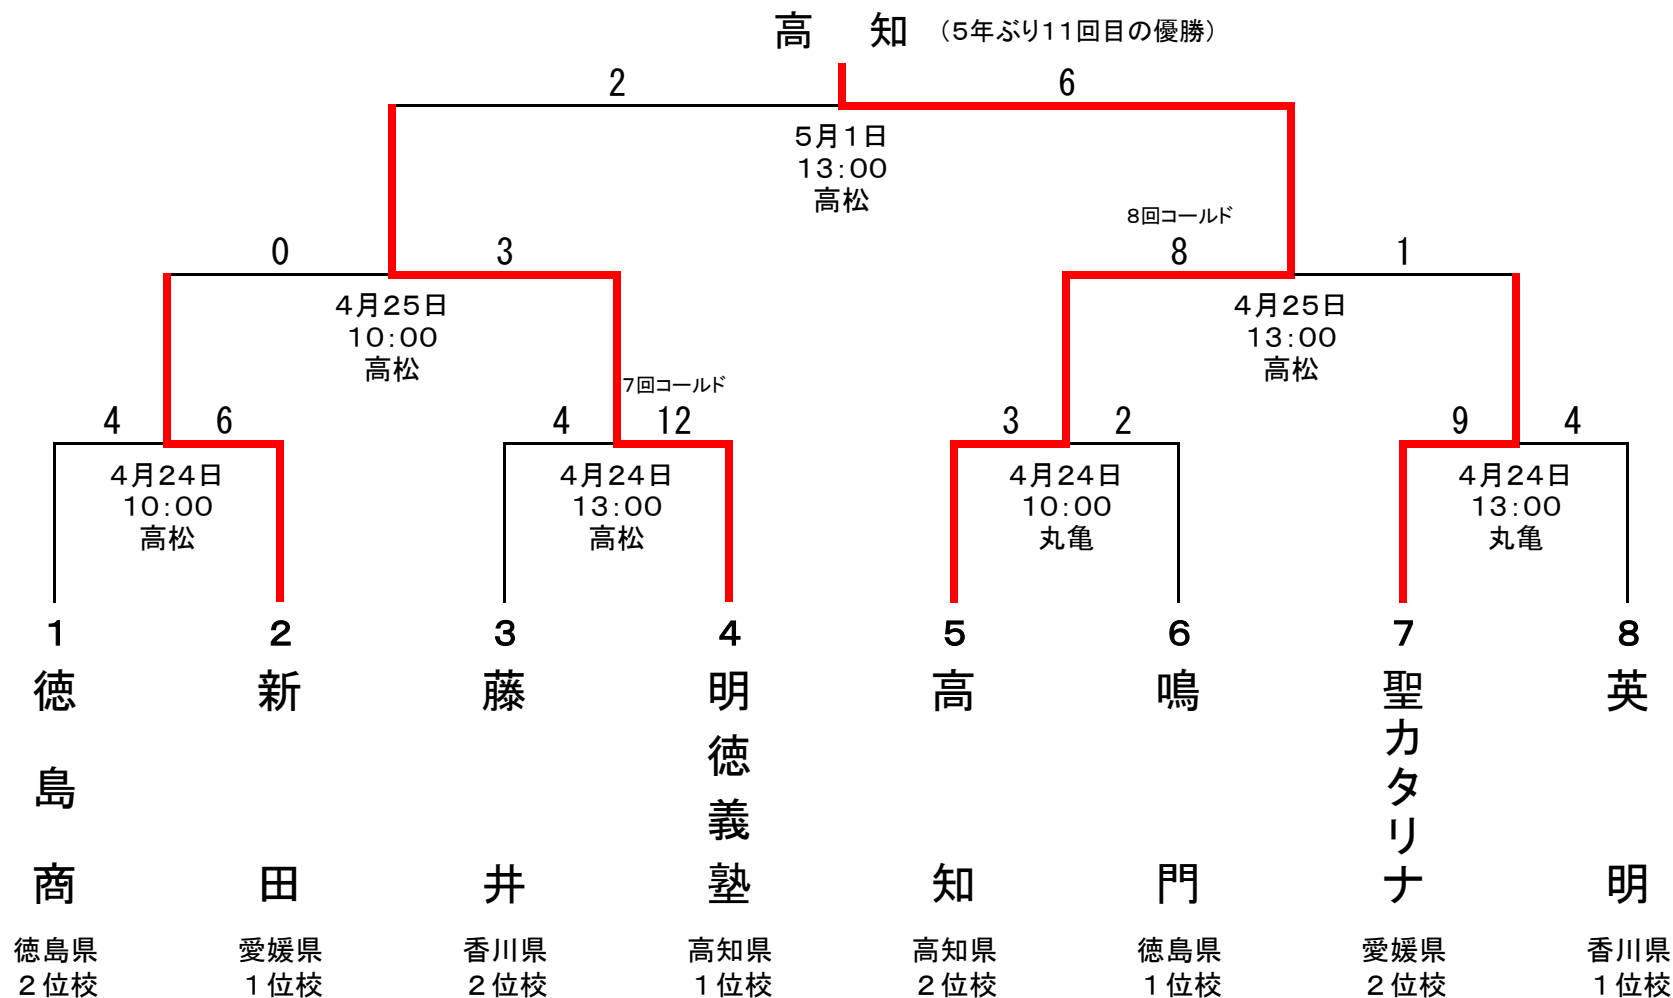 高　知　（５年ぶり１１回目の優勝）
2　6
５月１日
１３：００
高松
８回コールド
0　3　8　1
４月２５日　４月２５日
１０：００　１３：００
高松　高松
７回コールド
4　6　4　12　3　2　9　4
４月２４日　４月２４日　４月２４日　４月２４日
１０：００　１３：００　１０：００　１３：００
高松　高松　丸亀　丸亀
1　2　3　4　5　6　7　8
徳島商　新田　藤井　明徳義塾　高知　鳴門　聖カタリナ　英明
徳島県　愛媛県　香川県　高知県　高知県　徳島県　愛媛県　香川県
２位校　１位校　２位校　１位校　２位校　１位校　２位校　１位校